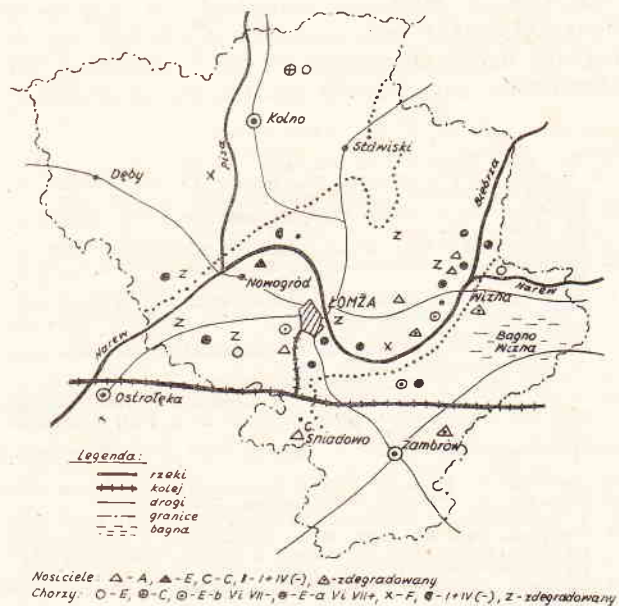 Kolno
Stawiski
Pisa
x
Dęby
Biebrza
Z
Z
Z
Nowogród
ŁOMŻA
Narew
Wizna
Z
Z
Z
x
Bagno
Wizna
Narew
Ostrołęka
x
C
Śniadowo
Zambrów
Legenda:
rzeki
kolej
drogi
granice
bagna
Nosiciele: △-A, ▲-E, C-C, -I+IV(-), -zdegradowany
Chorzy: ○-E, ⊕-C, ⊙-E-b Vi VII-, -E-a Vi VII+, x-F, -I+IV(-), Z-zdegradowany